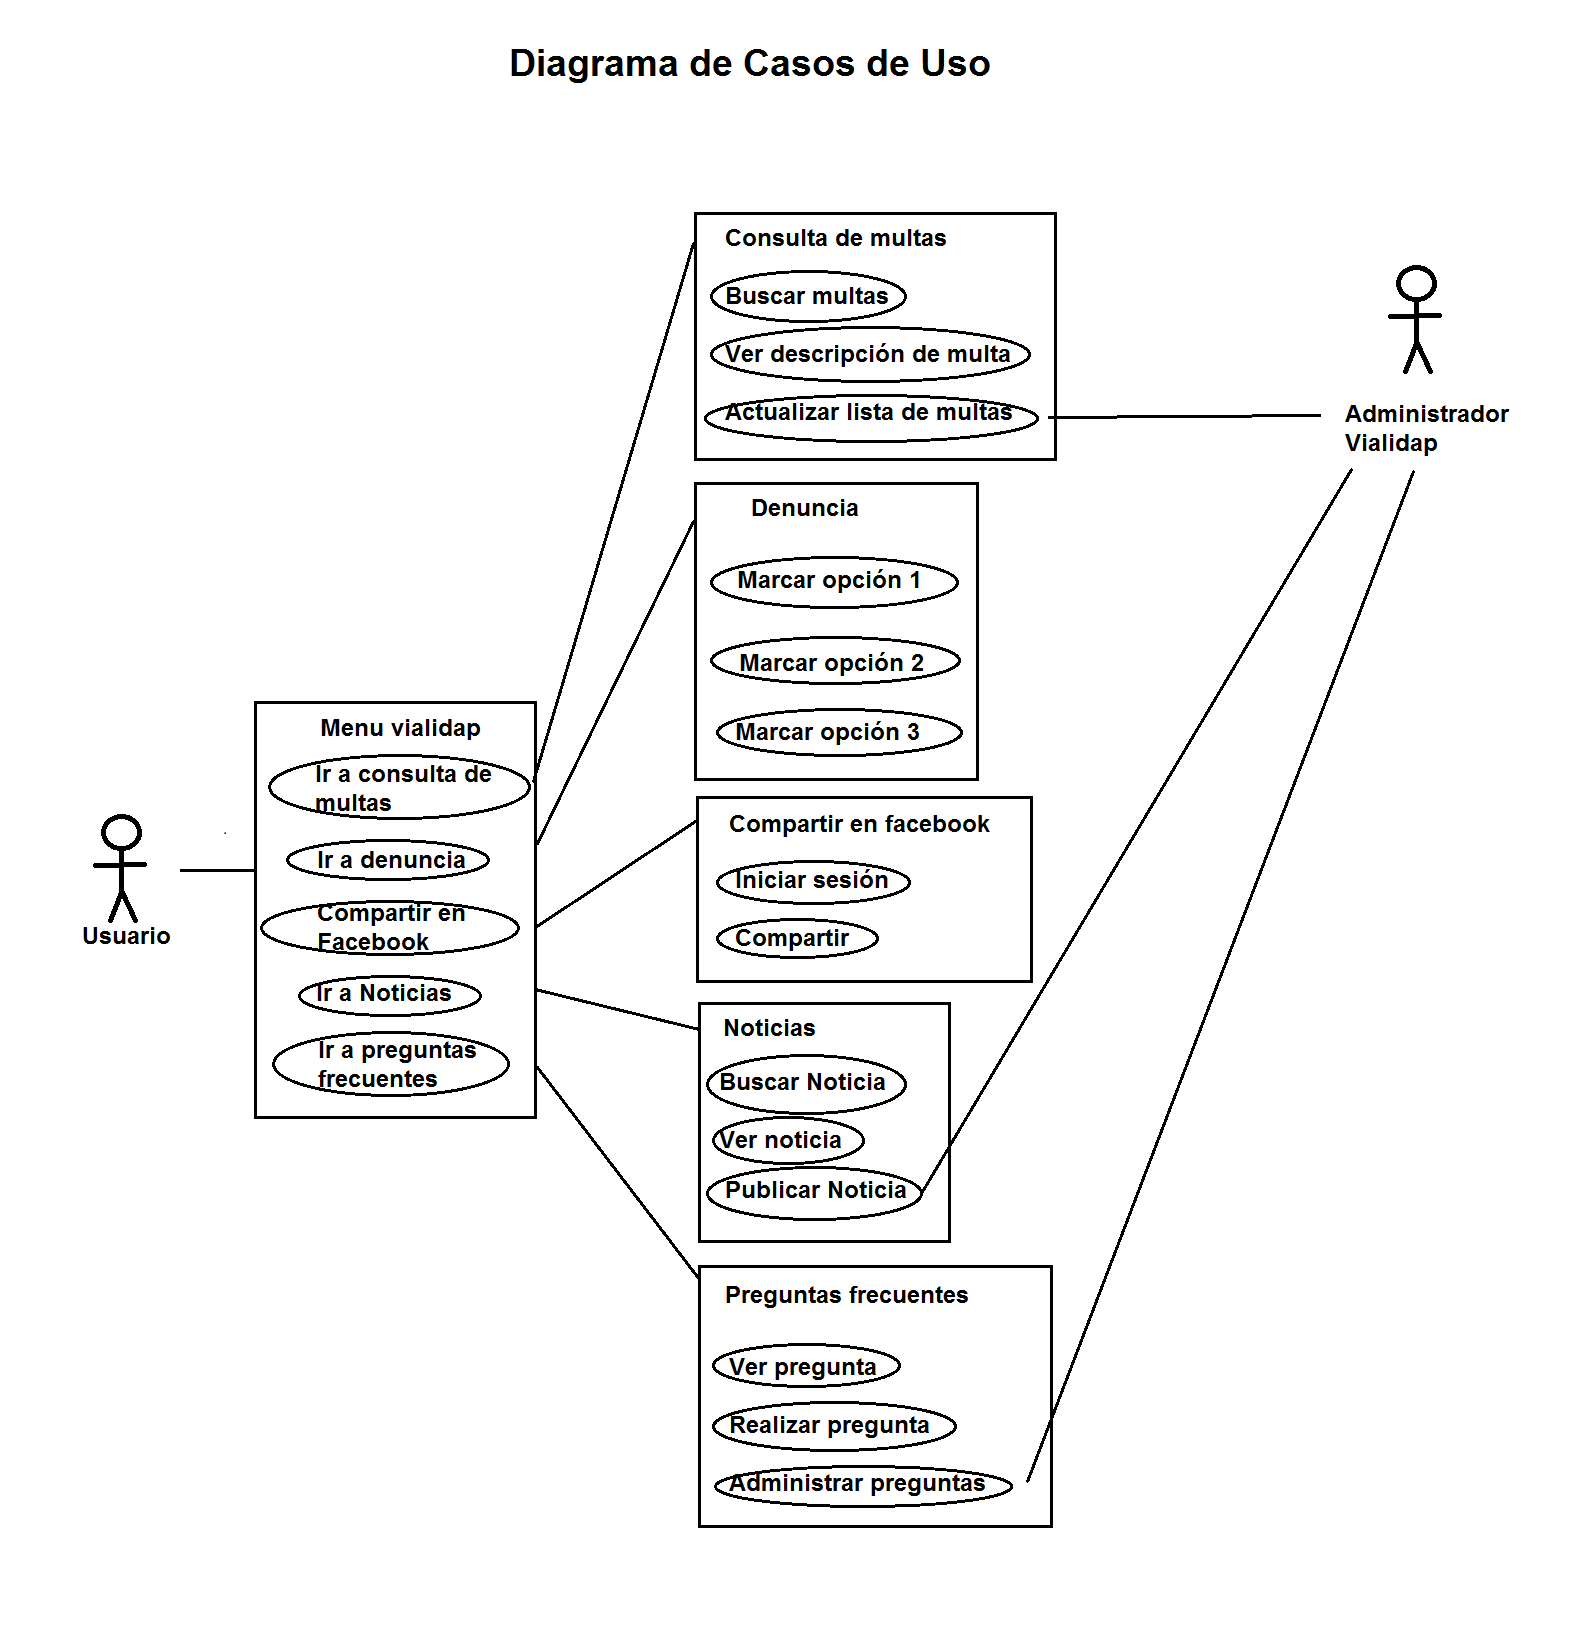 Diagrama de Casos de Uso
Consulta de multas
Buscar multas
Ver descripción de multa
Actualizar lista de multas
Administrador
Vialidap
Denuncia
Marcar opción 1
Marcar opción 2
Marcar opción 3
Menu vialidap
Ir a consulta de
multas
Ir a denuncia
Compartir en
Facebook
Ir a Noticias
Ir a preguntas
frecuentes
Usuario
Compartir en facebook
Iniciar sesión
Compartir
Noticias
Buscar Noticia
Ver noticia
Publicar Noticia
Preguntas frecuentes
Ver pregunta
Realizar pregunta
Administrar preguntas